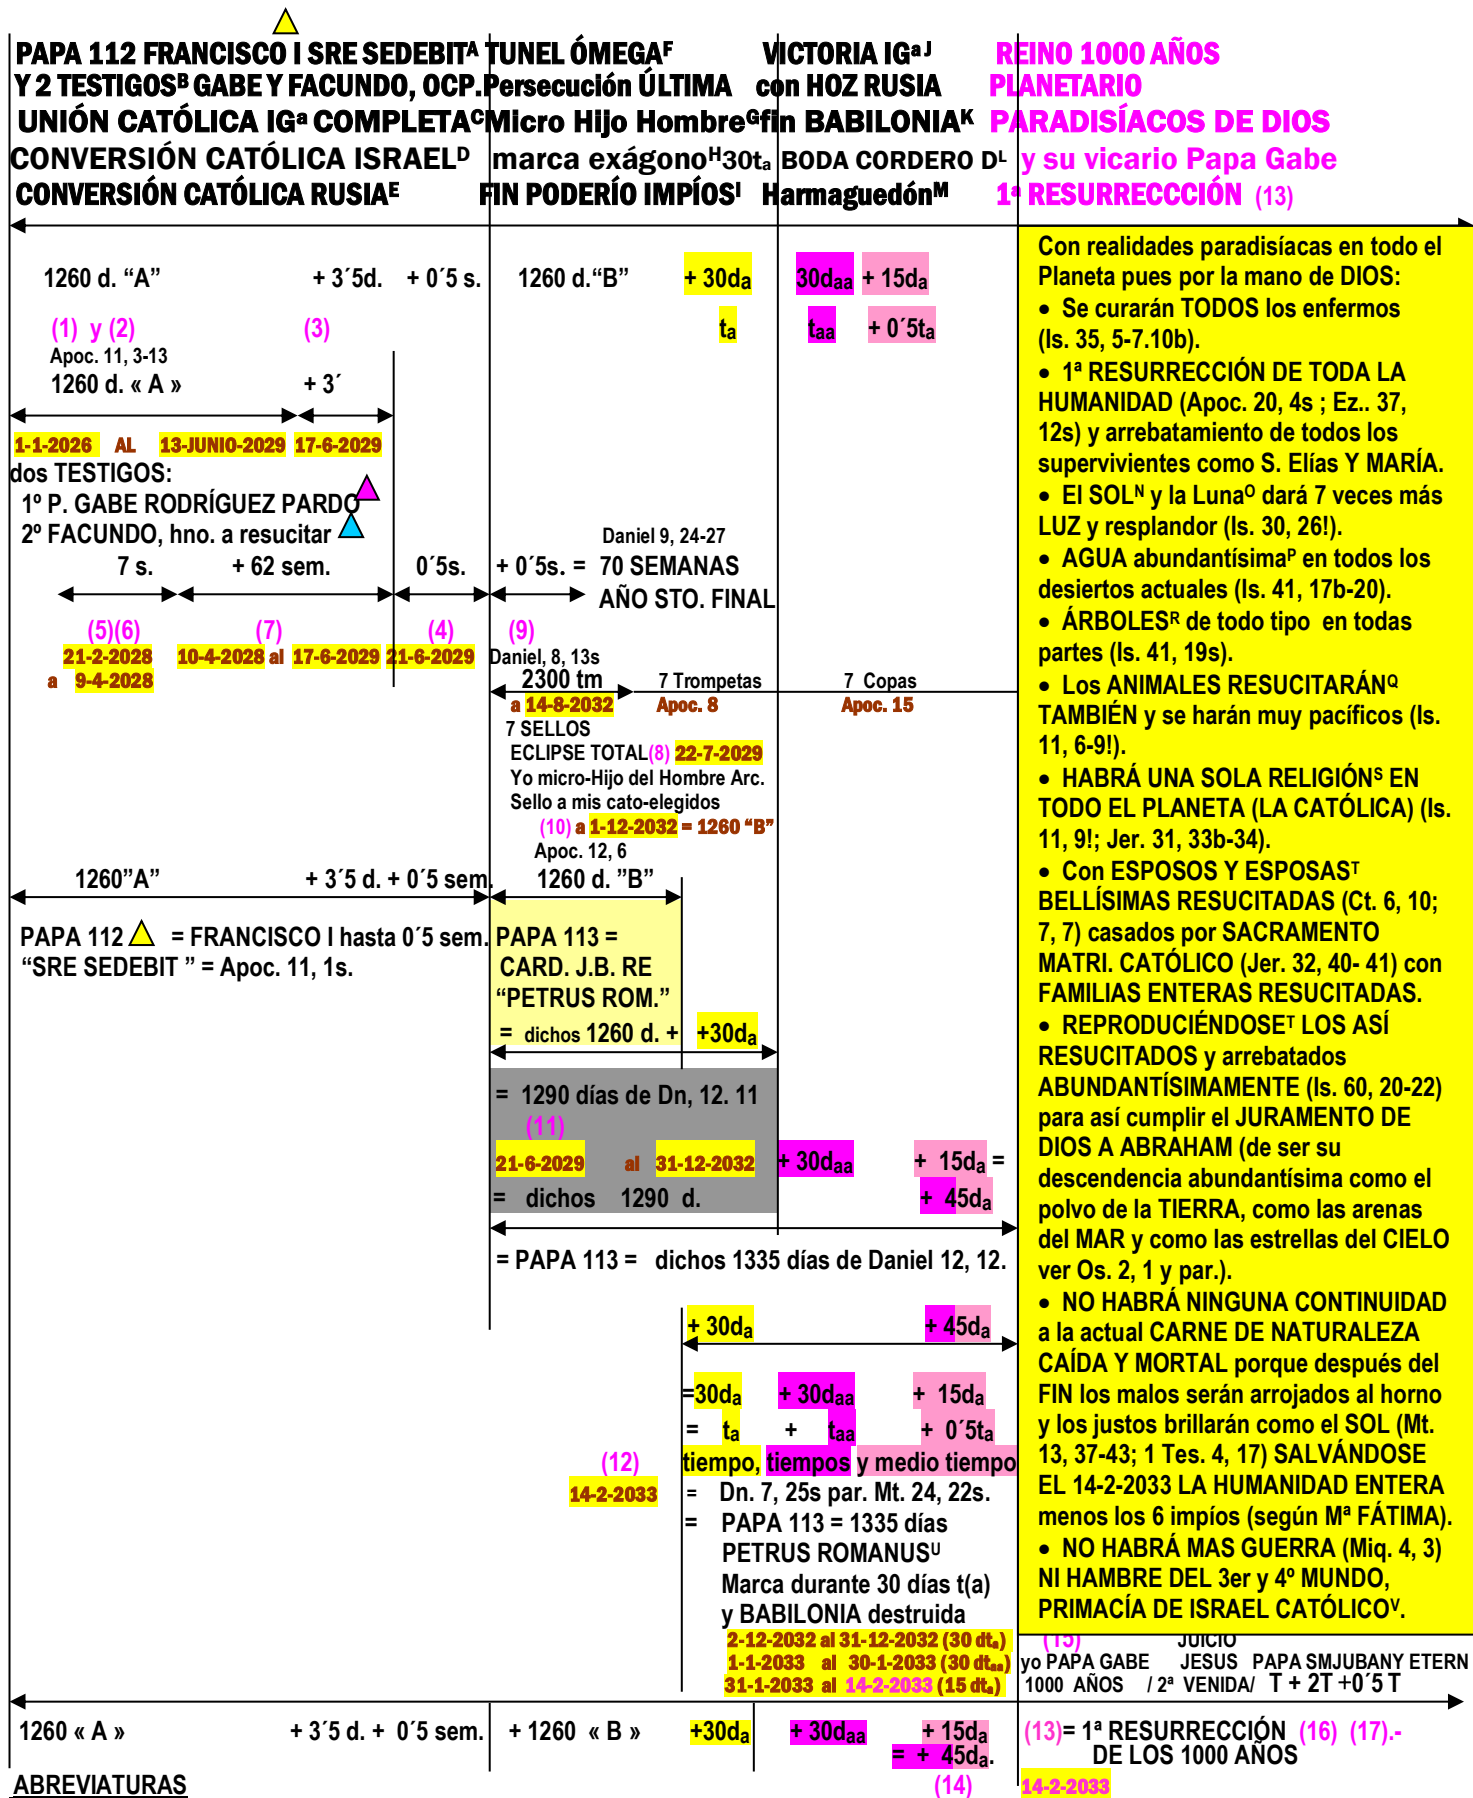 PAPA 112 FRANCISCO I SRE SEDEBITᴬ TUNEL ÓMEGAᶠ VICTORIA IGᵃ ᴶ REINO 1000 AÑOS
Y 2 TESTIGOSᴮ GABE Y FACUNDO, OCP. Persecución ÚLTIMA con HOZ RUSIA PLANETARIO
UNIÓN CATÓLICA IGª COMPLETAᶜ Micro Hijo Hombreᴳ fin BABILONIAᴷ PARADISÍACOS DE DIOS
CONVERSIÓN CATÓLICA ISRAELᴰ marca exágonoᴴ30tₐ BODA CORDERO Dᴸ y su vicario Papa Gabe
CONVERSIÓN CATÓLICA RUSIAᴱ FIN PODERÍO IMPÍOSᴵ Harmaguedónᴹ 1ª RESURRECCCIÓN (13)
1260 d. “A” + 3´5d. + 0´5 s. 1260 d.“B” + 30dₐ 30dₐₐ + 15dₐ
(1) y (2) (3) tₐ tₐₐ + 0´5tₐ
Apoc. 11, 3-13
1260 d. « A » + 3´
1-1-2026 AL 13-JUNIO-2029 17-6-2029
dos TESTIGOS:
1º P. GABE RODRÍGUEZ PARDO
2º FACUNDO, hno. a resucitar
Daniel 9, 24-27
7 s. + 62 sem. 0´5s. + 0´5s. = 70 SEMANAS
AÑO STO. FINAL
(5)(6) (7) (4) (9)
21-2-2028 10-4-2028 al 17-6-2029 21-6-2029 Daniel, 8, 13s
a 9-4-2028
2300 tm 7 Trompetas 7 Copas
a 14-8-2032 Apoc. 8 Apoc. 15
7 SELLOS
ECLIPSE TOTAL(8) 22-7-2029
Yo micro-Hijo del Hombre Arc.
Sello a mis cato-elegidos
(10) a 1-12-2032 = 1260 “B”
Apoc. 12, 6
1260”A” + 3´5 d. + 0´5 sem. 1260 d. ”B”
PAPA 112 = FRANCISCO I hasta 0´5 sem. PAPA 113 =
“SRE SEDEBIT ” = Apoc. 11, 1s. CARD. J.B. RE
“PETRUS ROM.”
= dichos 1260 d. + +30dₐ
= 1290 días de Dn, 12. 11
(11)
21-6-2029 al 31-12-2032 + 30dₐₐ + 15dₐ =
= dichos 1290 d. + 45dₐ
= PAPA 113 = dichos 1335 días de Daniel 12, 12.
+ 30dₐ + 45dₐ
=30dₐ + 30dₐₐ + 15dₐ
= tₐ + tₐₐ + 0´5tₐ
(12) tiempo, tiempos y medio tiempo
14-2-2033 = Dn. 7, 25s par. Mt. 24, 22s.
= PAPA 113 = 1335 días
PETRUS ROMANUSᵁ
Marca durante 30 días t(a)
y BABILONIA destruida
2-12-2032 al 31-12-2032 (30 dtₐ)
1-1-2033 al 30-1-2033 (30 dtₐₐ)
31-1-2033 al 14-2-2033 (15 dtₐ)
Con realidades paradisíacas en todo el
Planeta pues por la mano de DIOS:
• Se curarán TODOS los enfermos
(Is. 35, 5-7.10b).
• 1ª RESURRECCIÓN DE TODA LA
HUMANIDAD (Apoc. 20, 4s ; Ez.. 37,
12s) y arrebatamiento de todos los
supervivientes como S. Elías Y MARÍA.
• El SOLᴺ y la Lunaᴼ dará 7 veces más
LUZ y resplandor (Is. 30, 26!).
• AGUA abundantísimaᴾ en todos los
desiertos actuales (Is. 41, 17b-20).
• ÁRBOLESᴿ de todo tipo en todas
partes (Is. 41, 19s).
• Los ANIMALES RESUCITARÁNQ
TAMBIÉN y se harán muy pacíficos (Is.
11, 6-9!).
• HABRÁ UNA SOLA RELIGIÓNˢ EN
TODO EL PLANETA (LA CATÓLICA) (Is.
11, 9!; Jer. 31, 33b-34).
• Con ESPOSOS Y ESPOSASᵀ
BELLÍSIMAS RESUCITADAS (Ct. 6, 10;
7, 7) casados por SACRAMENTO
MATRI. CATÓLICO (Jer. 32, 40- 41) con
FAMILIAS ENTERAS RESUCITADAS.
• REPRODUCIÉNDOSEᵀ LOS ASÍ
RESUCITADOS y arrebatados
ABUNDANTÍSIMAMENTE (Is. 60, 20-22)
para así cumplir el JURAMENTO DE
DIOS A ABRAHAM (de ser su
descendencia abundantísima como el
polvo de la TIERRA, como las arenas
del MAR y como las estrellas del CIELO
ver Os. 2, 1 y par.).
• NO HABRÁ NINGUNA CONTINUIDAD
a la actual CARNE DE NATURALEZA
CAÍDA Y MORTAL porque después del
FIN los malos serán arrojados al horno
y los justos brillarán como el SOL (Mt.
13, 37-43; 1 Tes. 4, 17) SALVÁNDOSE
EL 14-2-2033 LA HUMANIDAD ENTERA
menos los 6 impíos (según Mª FÁTIMA).
• NO HABRÁ MAS GUERRA (Miq. 4, 3)
NI HAMBRE DEL 3er y 4º MUNDO,
PRIMACÍA DE ISRAEL CATÓLICOⱽ.
(15) JUICIO
yo PAPA GABE JESUS PAPA SMJUBANY ETERN
1000 AÑOS / 2ª VENIDA/ T + 2T +0´5 T
1260 « A » + 3´5 d. + 0´5 sem. + 1260 « B » +30dₐ + 30dₐₐ + 15dₐ (13)= 1ª RESURRECCIÓN (16) (17).-
= + 45dₐ. DE LOS 1000 AÑOS
ABREVIATURAS (14) 14-2-2033